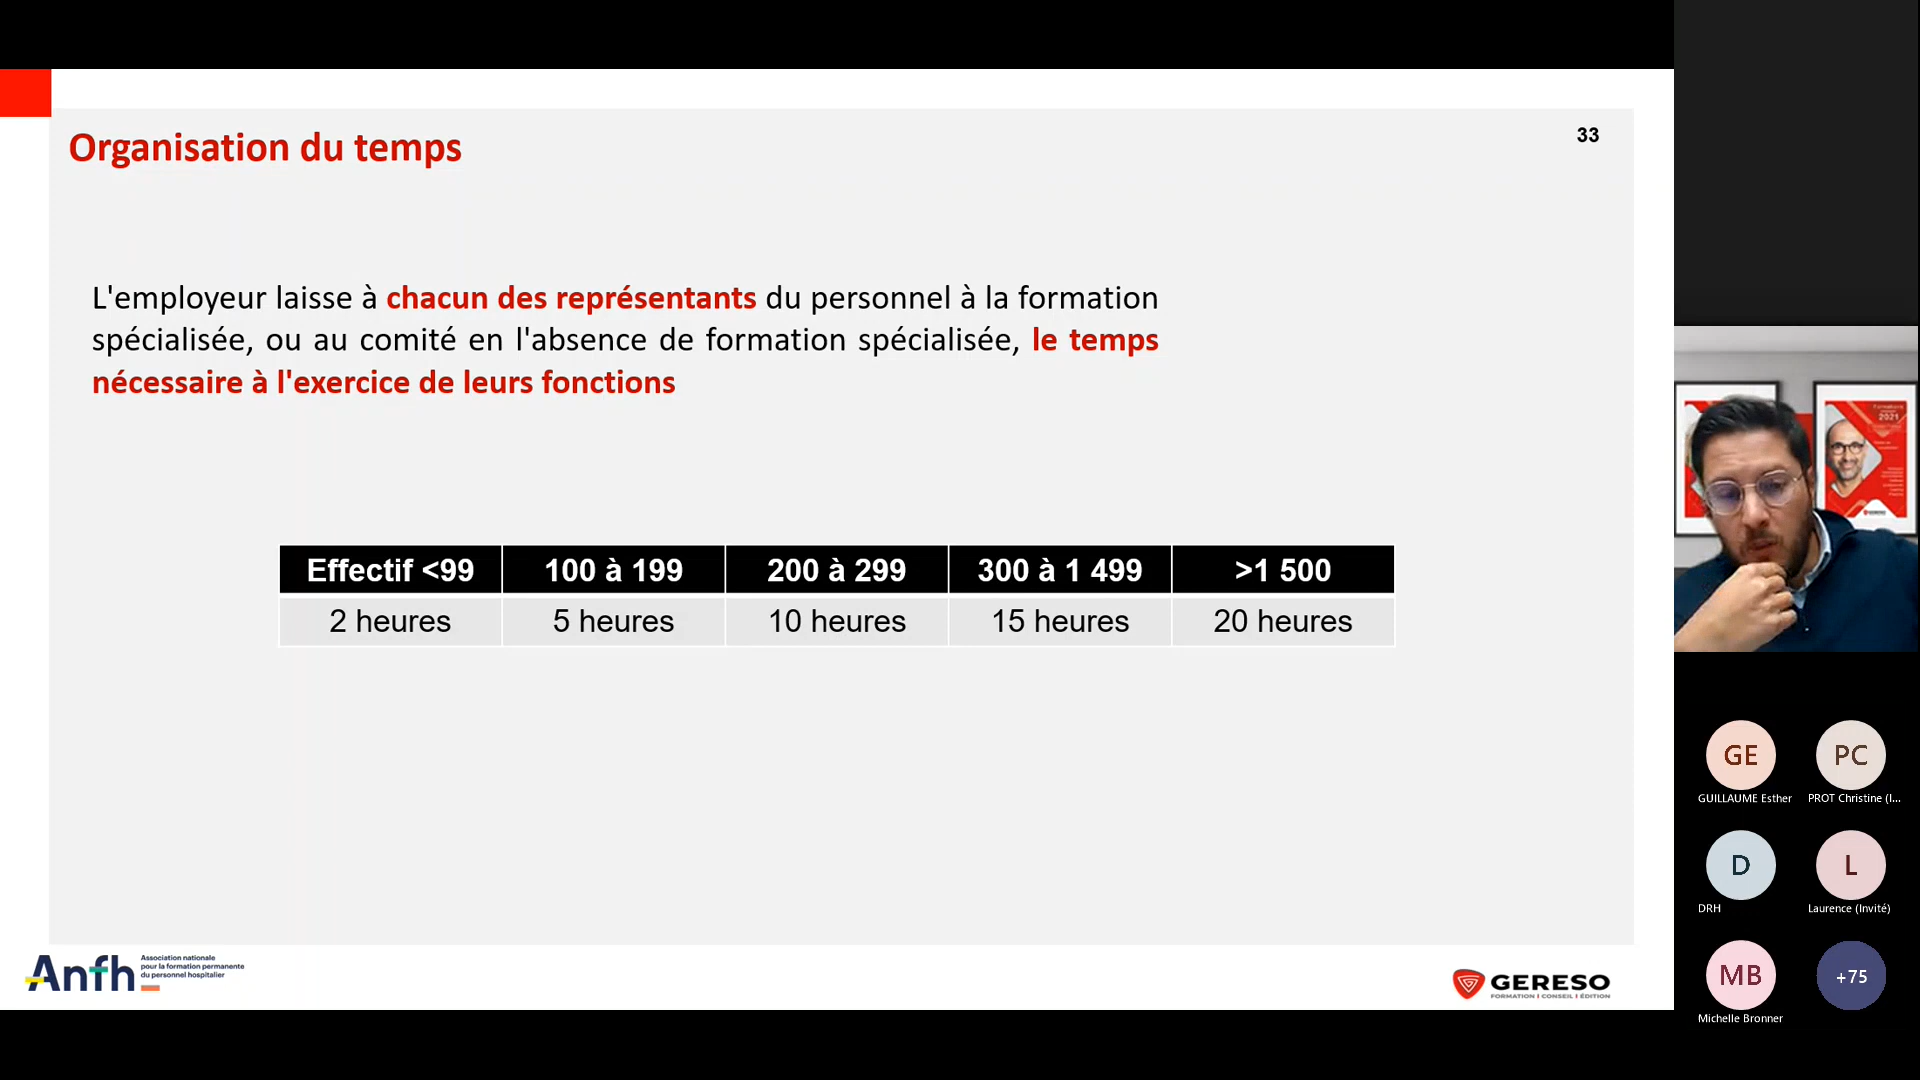 Organisation du temps
33
L'employeur laisse à chacun des représentants du personnel à la formation
spécialisée, ou au comité en l'absence de formation spécialisée, le temps
nécessaire à l'exercice de leurs fonctions
Effectif <99 100 à 199 200 à 299 300 à 1 499 >1 500
2 heures 5 heures 10 heures 15 heures 20 heures
Anfh
Association nationale
pour la formation permanente
du personnel hospitalier
GERESO
FORMATION I CONSEIL I ÉDITION
2021
GERESO
GE
GUILLAUME Esther
PC
PROT Christine (I...
D
DRH
L
Laurence (Invité)
MB
Michelle Bronner
+75